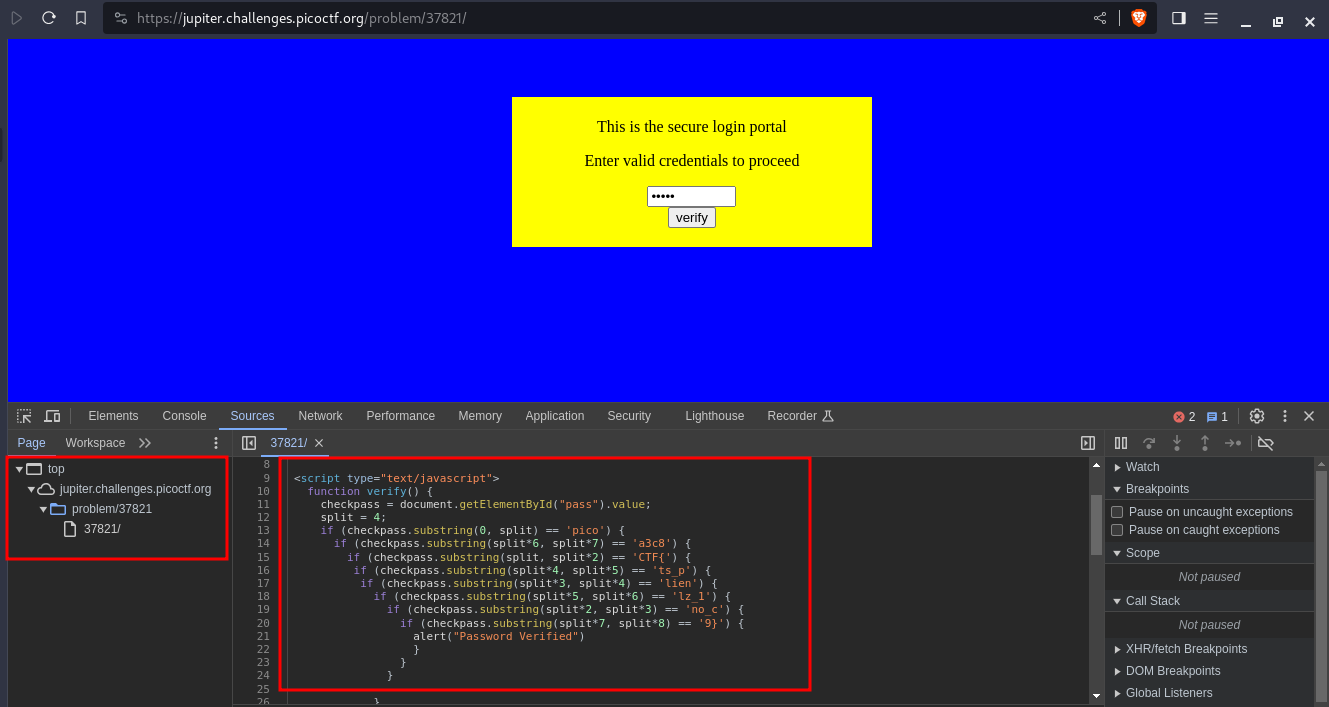 https://jupiter.challenges.picoctf.org/problem/37821/
This is the secure login portal
Enter valid credentials to proceed
•••••
verify
Elements Console Sources Network Performance Memory Application Security Lighthouse Recorder 2 1
Page Workspace 37821/
top
jupiter.challenges.picoctf.org
problem/37821
37821/
8
9 <script type="text/javascript">
10 function verify() {
11 checkpass = document.getElementById("pass").value;
12 split = 4;
13 if (checkpass.substring(0, split) == 'pico') {
14 if (checkpass.substring(split*6, split*7) == 'a3c8') {
15 if (checkpass.substring(split, split*2) == 'CTF{') {
16 if (checkpass.substring(split*4, split*5) == 'ts_p') {
17 if (checkpass.substring(split*3, split*4) == 'lien') {
18 if (checkpass.substring(split*5, split*6) == 'lz_1') {
19 if (checkpass.substring(split*2, split*3) == 'no_c') {
20 if (checkpass.substring(split*7, split*8) == '9}') {
21 alert("Password Verified")
22 }
23 }
24 }
25
26 }
Watch
Breakpoints
Pause on uncaught exceptions
Pause on caught exceptions
Scope
Not paused
Call Stack
Not paused
XHR/fetch Breakpoints
DOM Breakpoints
Global Listeners